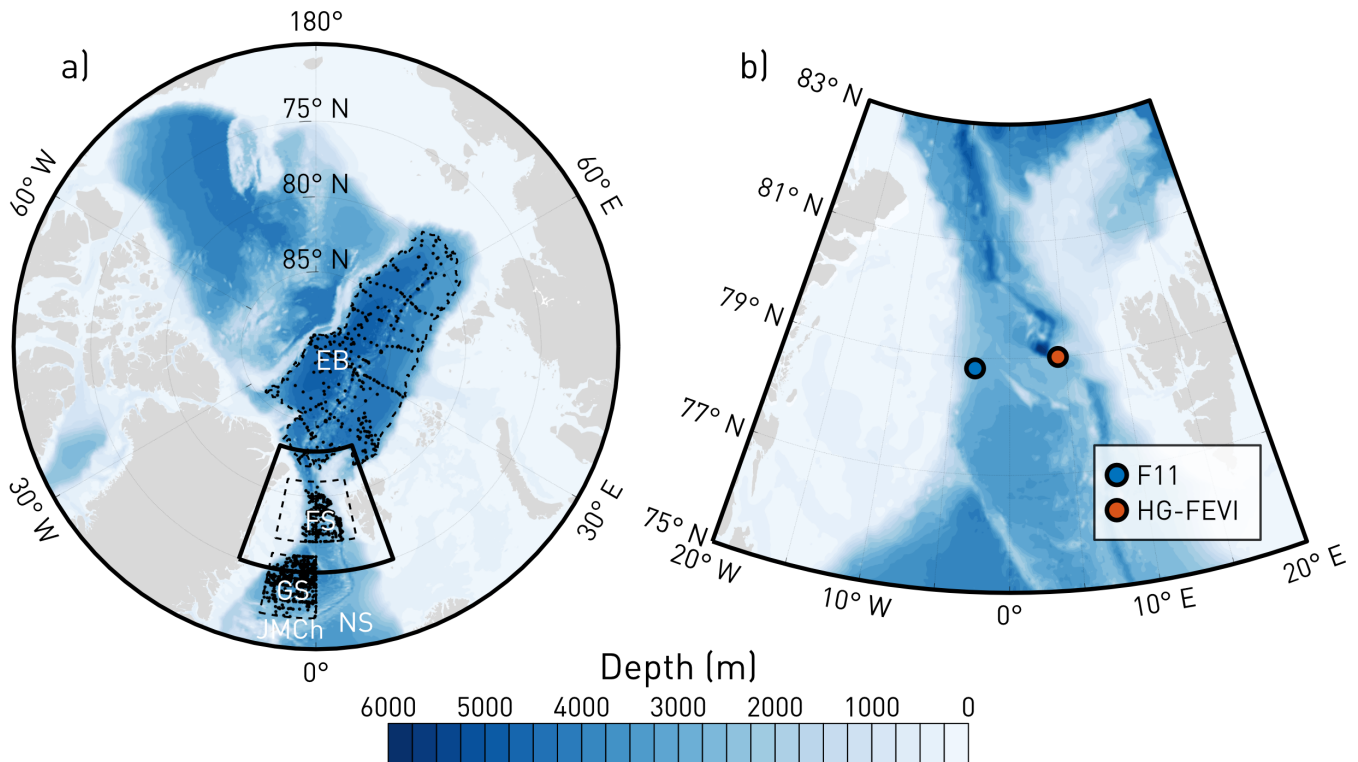 a)
180°
75° N
80° N
85° N
60° W
60° E
30° W
30° E
0°
EB
FS
GS
NS
JMCh
b)
83° N
81° N
79° N
77° N
75° N
20° W
10° W
0°
10° E
20° E
F11
HG-FEVI
Depth (m)
6000 5000 4000 3000 2000 1000 0